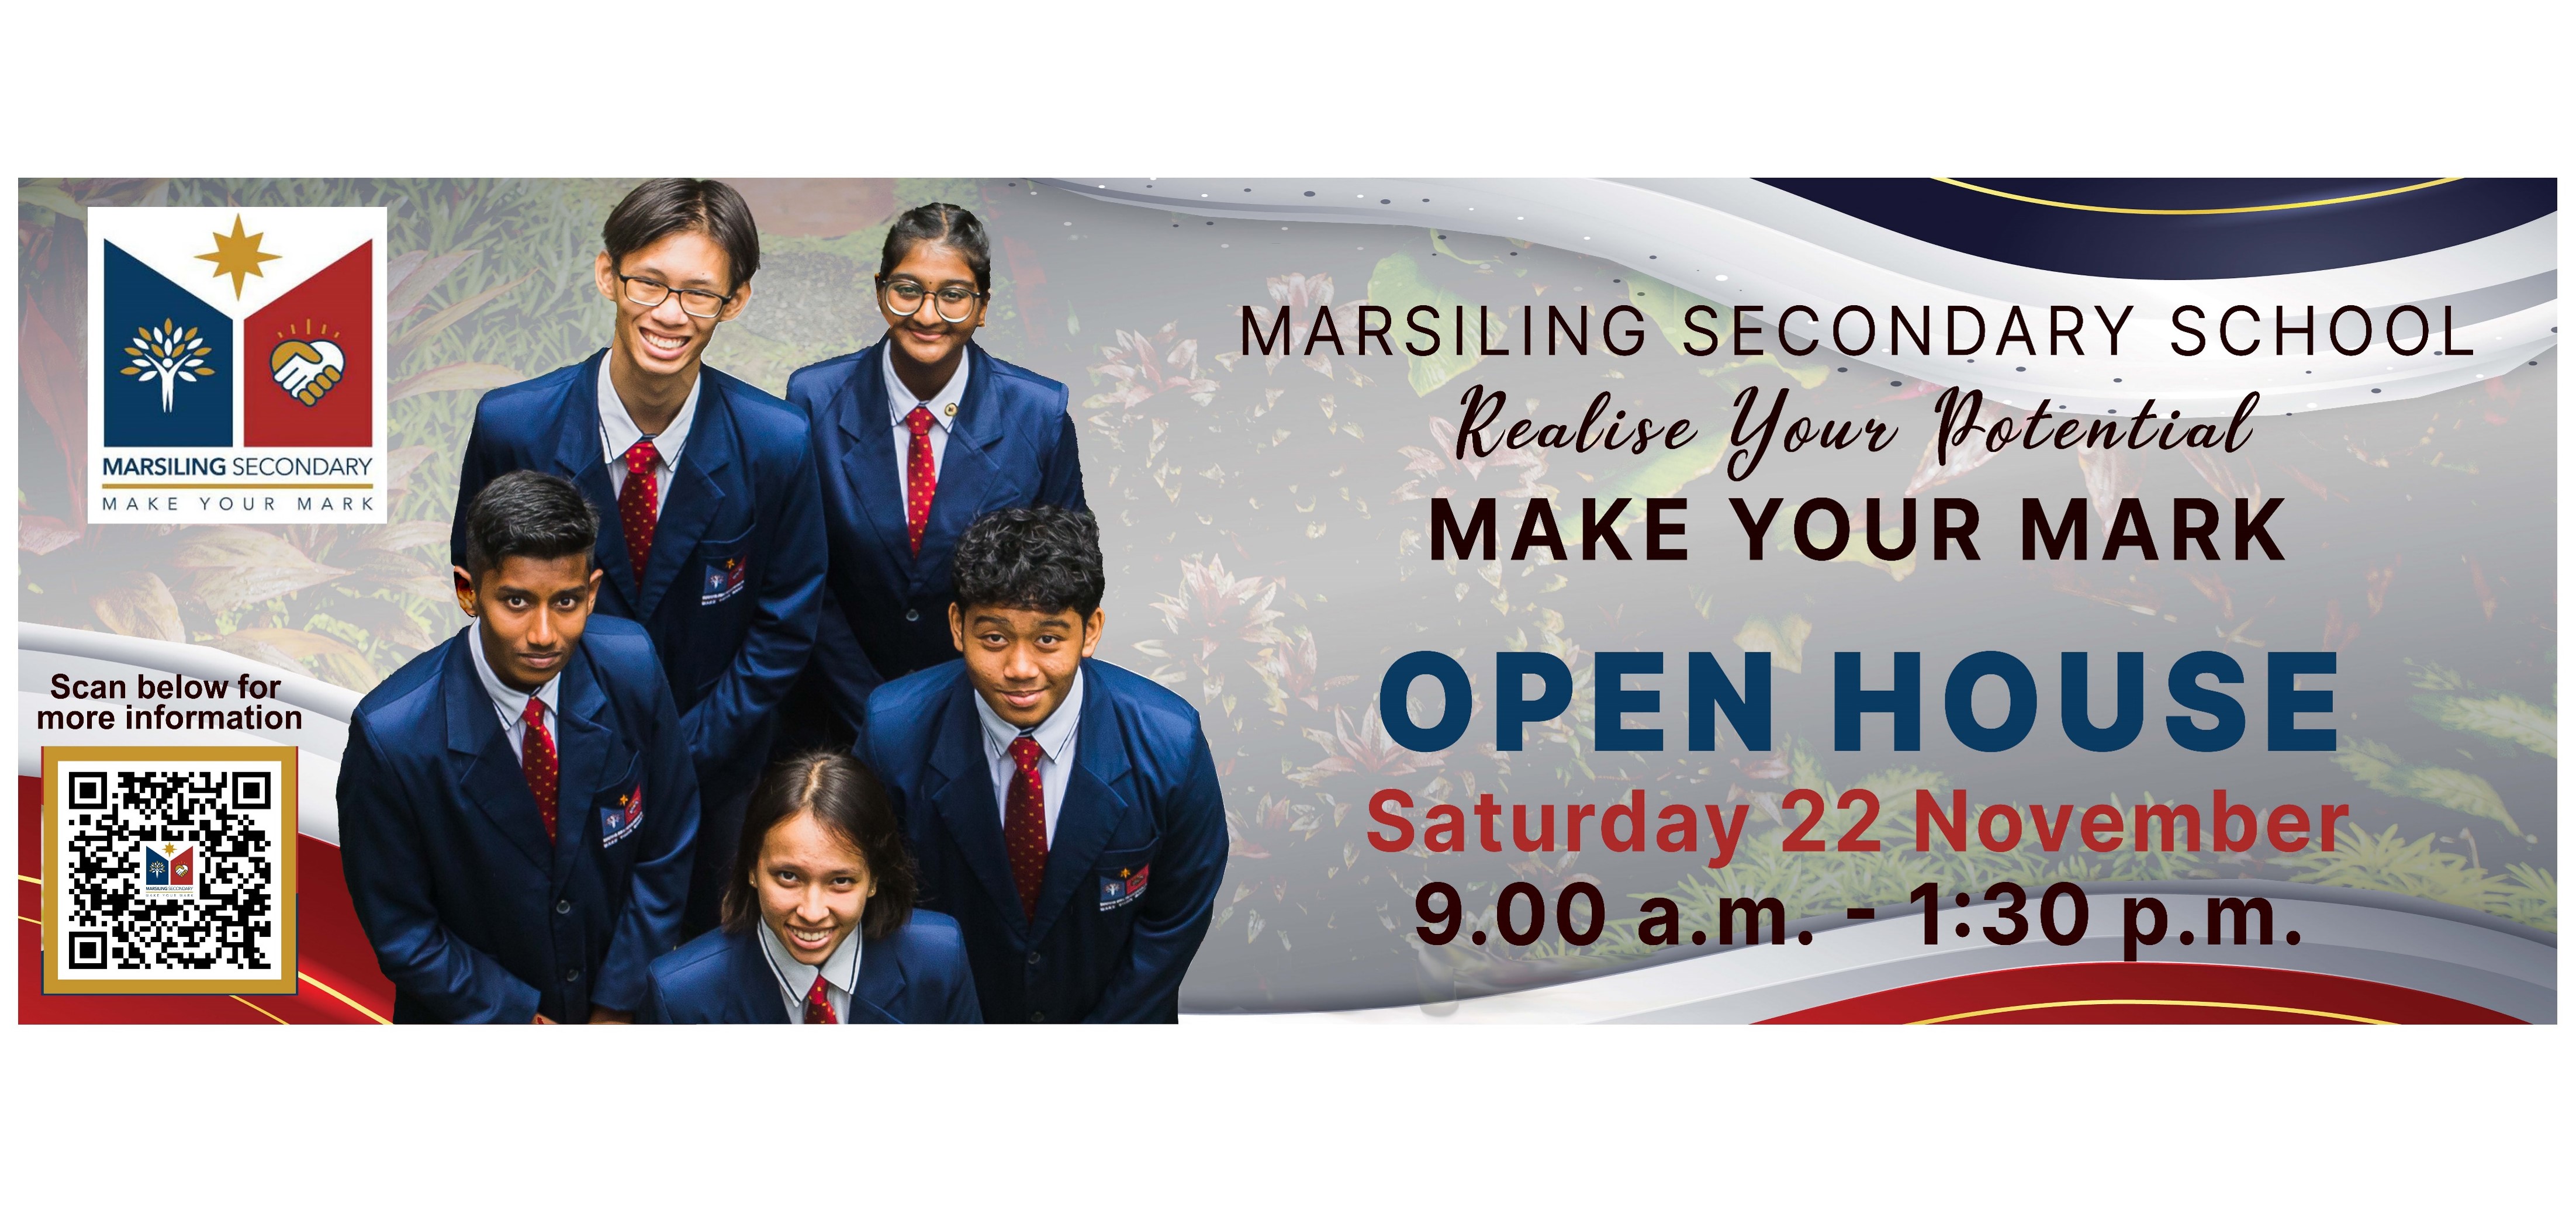 MARSILING SECONDARY
MAKE YOUR MARK
Scan below for
more information
MARSILING SECONDARY SCHOOL
Realise Your Potential
MAKE YOUR MARK
OPEN HOUSE
Saturday 22 November
9.00 a.m. - 1:30 p.m.